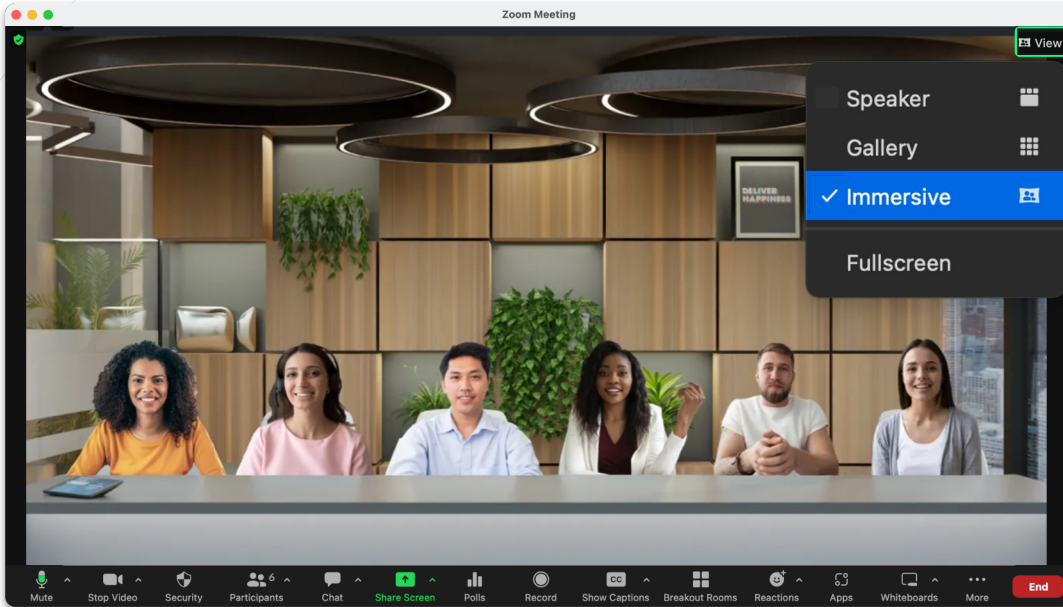 Zoom Meeting
View
Speaker
Gallery
Immersive
Fullscreen
DELIVER
HAPPINESS
6
CC
Mute
Stop Video
Security
Participants
Chat
Share Screen
Polls
Record
Show Captions
Breakout Rooms
Reactions
Apps
Whiteboards
More
End